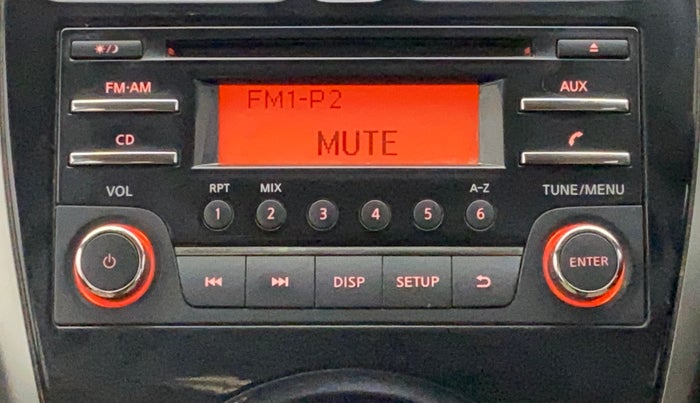 FM·AM
CD
FM1-P2
MUTE
AUX
VOL
RPT MIX A-Z
1 2 3 4 5 6
TUNE/MENU
DISP SETUP
ENTER